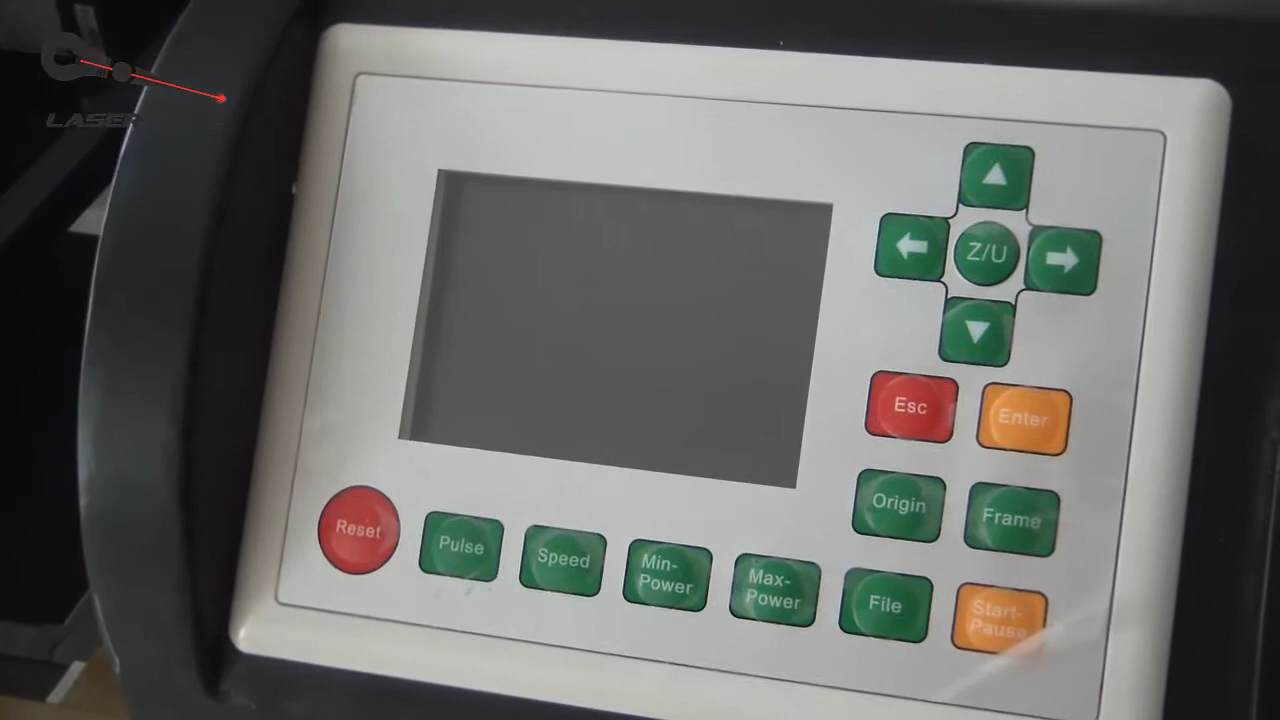 LASER
Z/U
Esc
Enter
Origin
Frame
Reset
Pulse
Speed
Min-
Power
Max-
Power
File
Start-
Pause